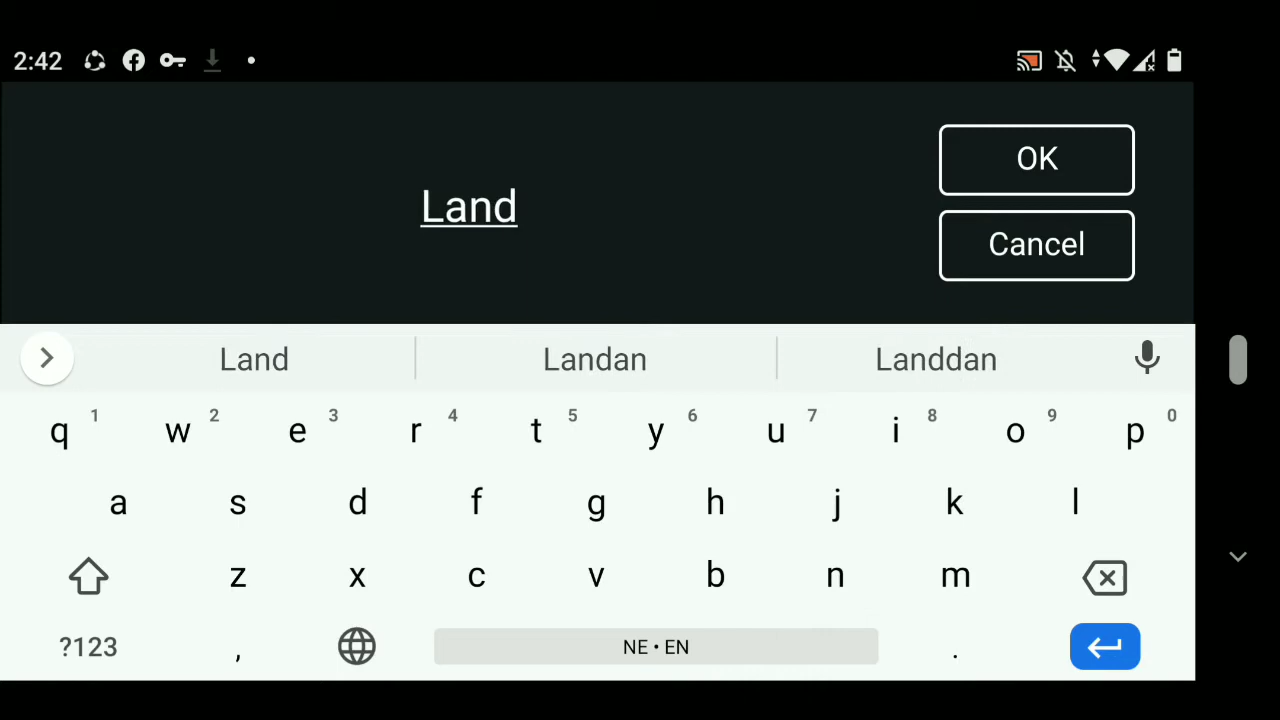 2:42
OK
Land
Cancel
Land Landan Landdan
q 1 w 2 e 3 r 4 t 5 y 6 u 7 i 8 o 9 p 0
a s d f g h j k l
z x c v b n m
?123 , NE • EN .